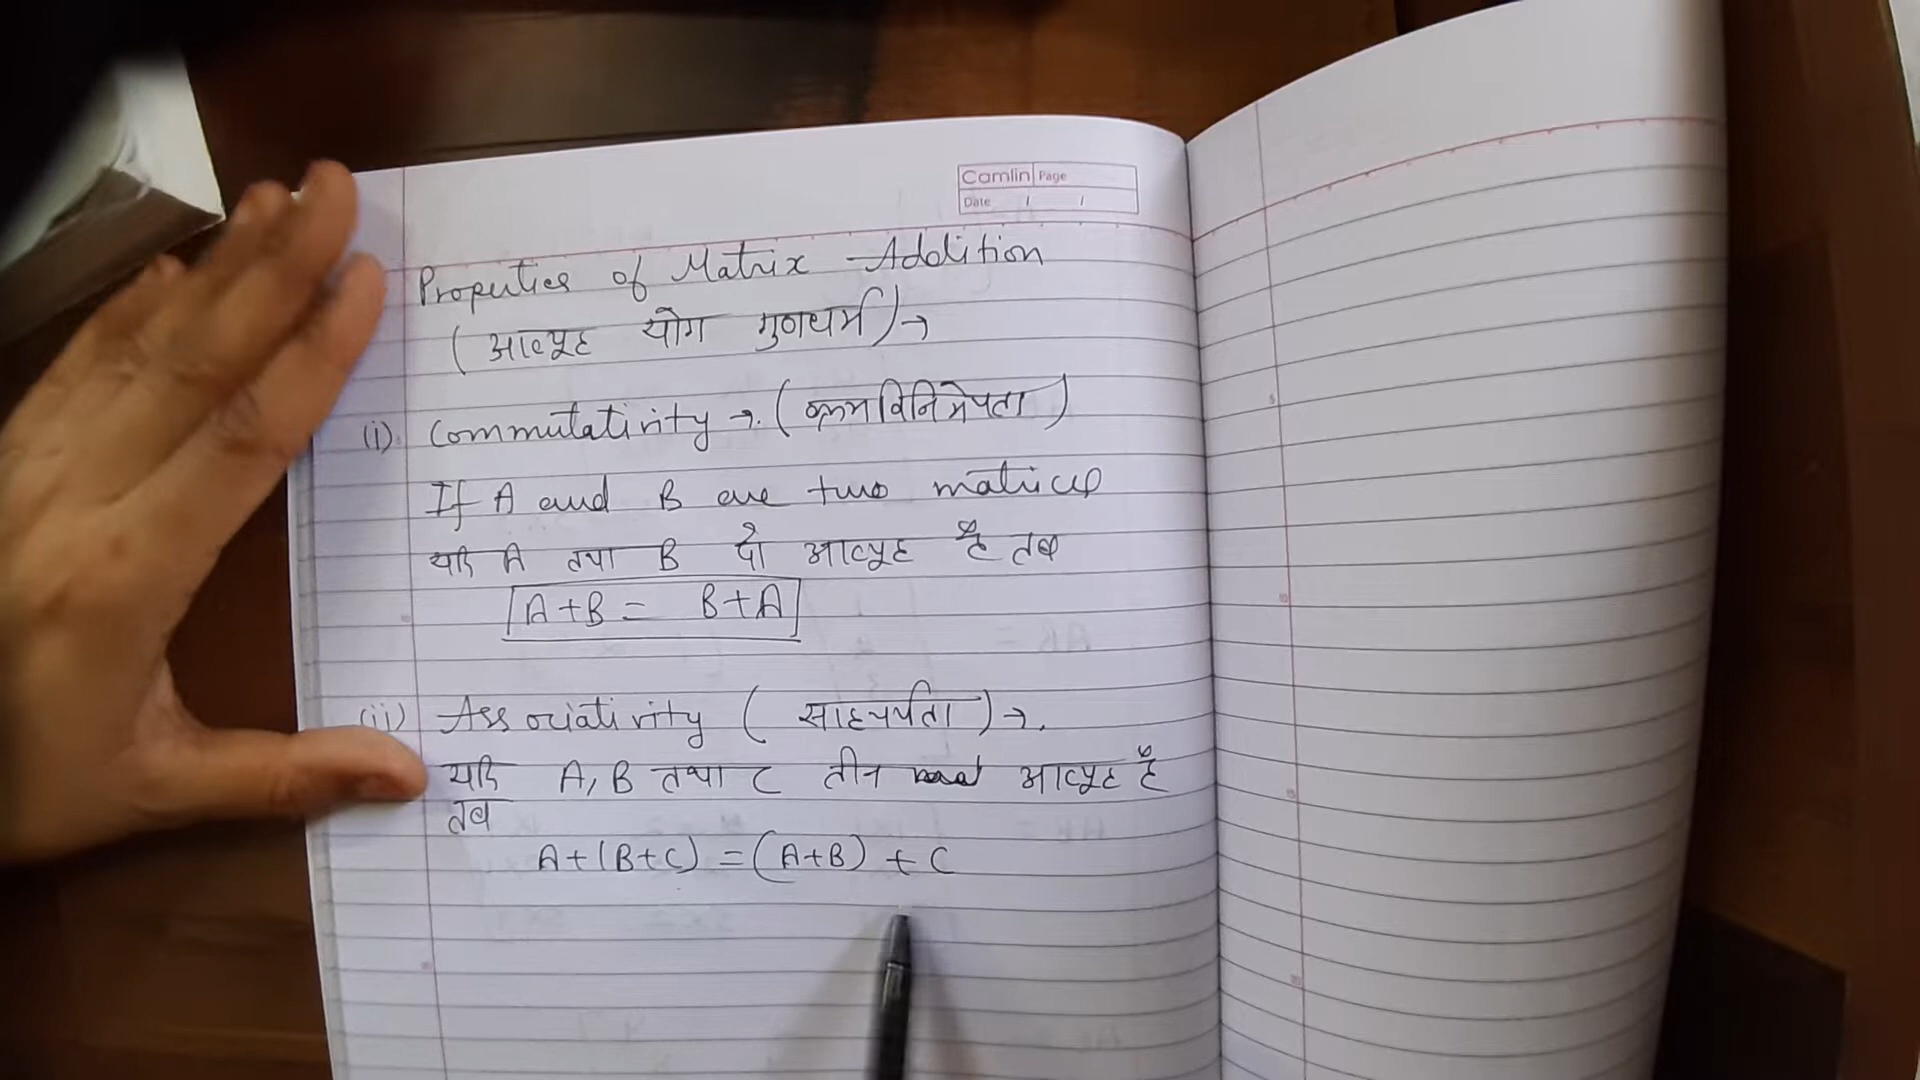 Camlin Page
Date / /
Properties of Matrix Addition
(आव्यूह योग गुणधर्म) →
(i). Commutativity →. (क्रमविनिमेयता)
If A and B are two matrices
यदि A तथा B दो आव्यूह है तब
A+B = B+A
(ii) Associativity (साहचर्यता) →.
यदि A, B तथा C तीन आव्यूह है
तब
A+(B+C) = (A+B) + C